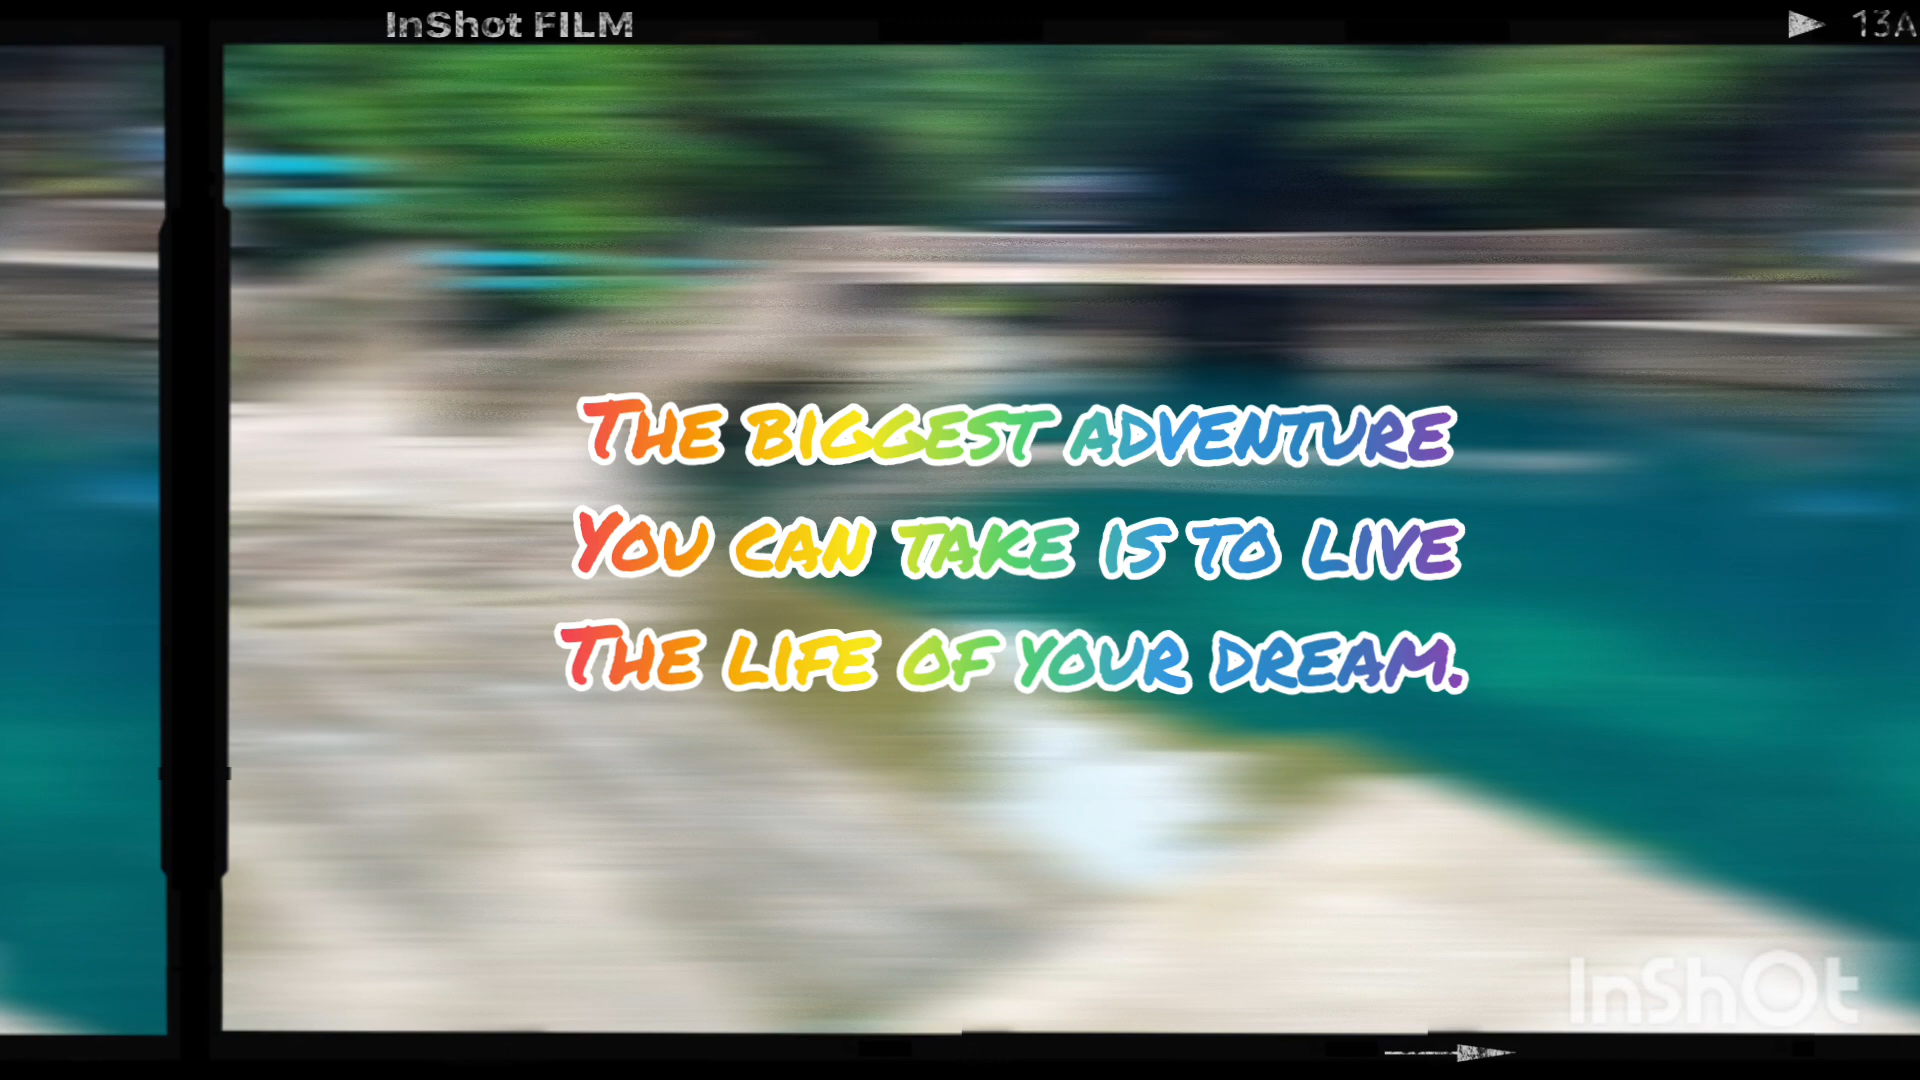 InShot FILM
13A
The biggest adventure
You can take is to live
The life of your dream.
InShOt